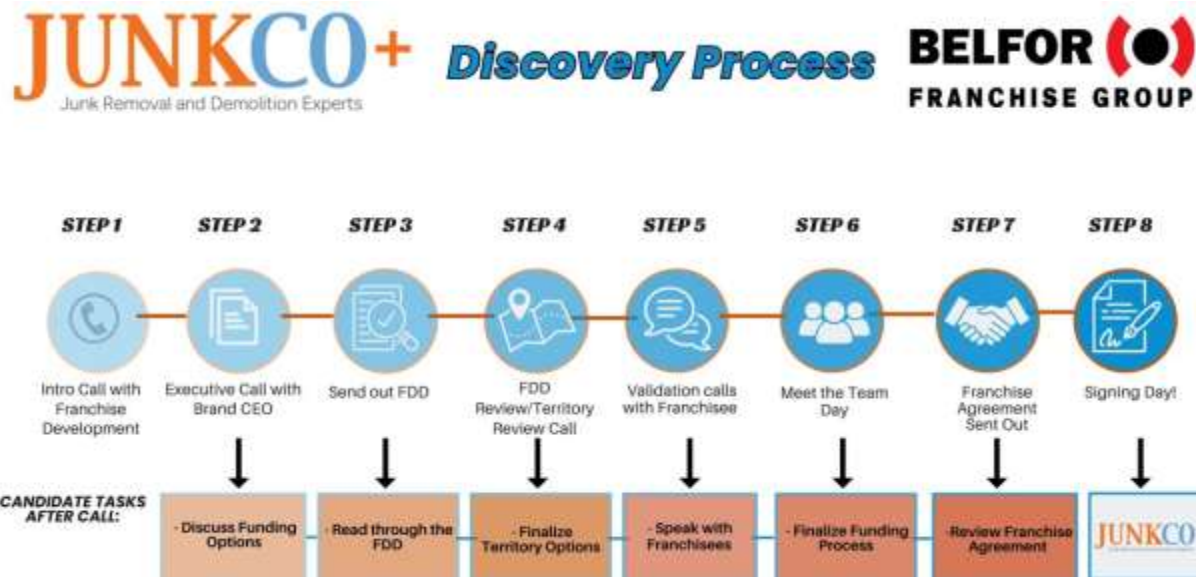 JUNKCO+
Junk Removal and Demolition Experts
Discovery Process
BELFOR
FRANCHISE GROUP
STEP 1
STEP 2
STEP 3
STEP 4
STEP 5
STEP 6
STEP 7
STEP 8
Intro Call with
Franchise
Development
Executive Call with
Brand CEO
Send out FDD
FDD
Review/Territory
Review Call
Validation calls
with Franchisee
Meet the Team
Day
Franchise
Agreement
Sent Out
Signing Day!
CANDIDATE TASKS
AFTER CALL:
- Discuss Funding
Options
- Read through the
FDD
- Finalize
Territory Options
- Speak with
Franchisees
- Finalize Funding
Process
- Review Franchise
Agreement
JUNKCO